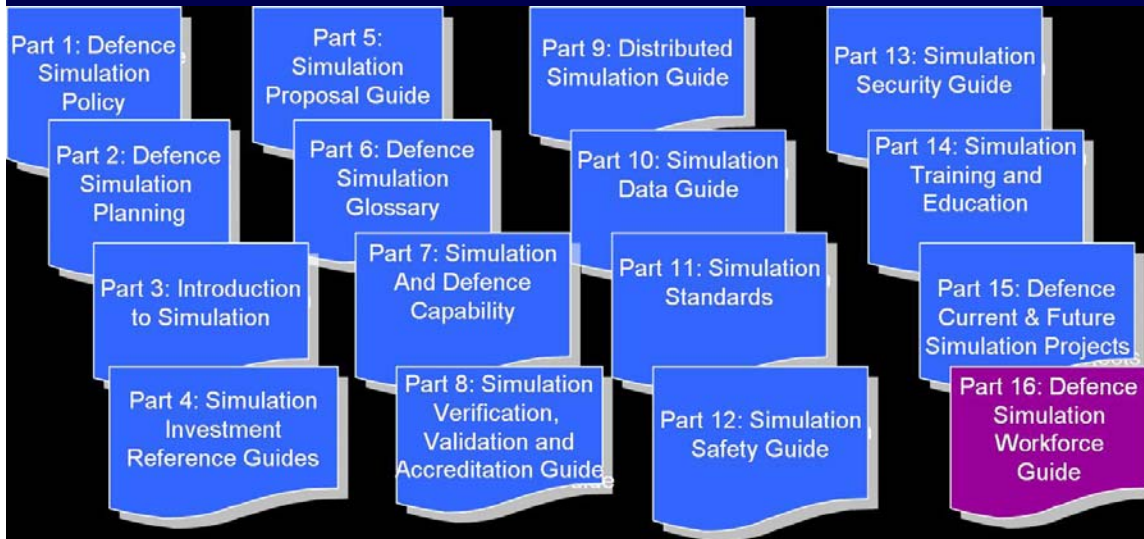 Part 1: Defence
Simulation
Policy
Part 2: Defence
Simulation
Planning
Part 3: Introduction
to Simulation
Part 4: Simulation
Investment
Reference Guides
Part 5:
Simulation
Proposal Guide
Part 6: Defence
Simulation
Glossary
Part 7: Simulation
And Defence
Capability
Part 8: Simulation
Verification,
Validation and
Accreditation Guide
Part 9: Distributed
Simulation Guide
Part 10: Simulation
Data Guide
Part 11: Simulation
Standards
Part 12: Simulation
Safety Guide
Part 13: Simulation
Security Guide
Part 14: Simulation
Training and
Education
Part 15: Defence
Current & Future
Simulation Projects
Part 16: Defence
Simulation
Workforce
Guide